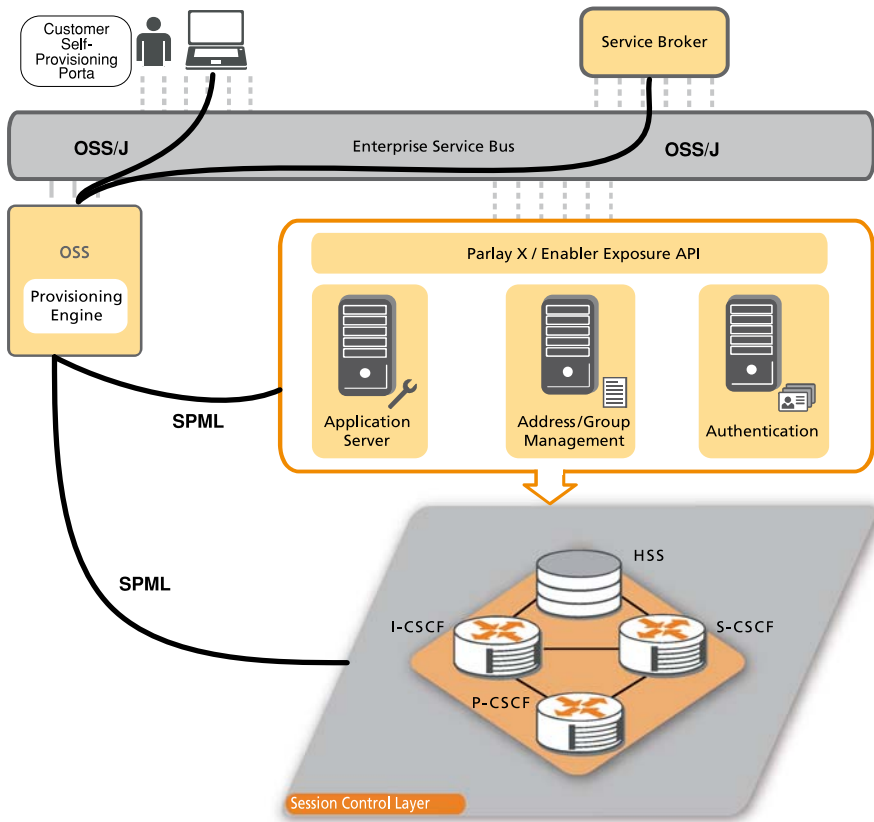 Customer
Self-
Provisioning
Porta
Service Broker
OSS/J
Enterprise Service Bus
OSS/J
OSS
Provisioning
Engine
Parlay X / Enabler Exposure API
Application
Server
Address/Group
Management
Authentication
SPML
SPML
HSS
I-CSCF
S-CSCF
P-CSCF
Session Control Layer